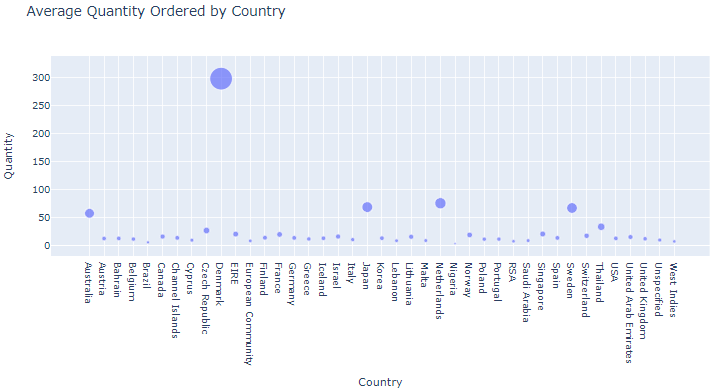 Average Quantity Ordered by Country
300
250
200
150
100
50
0
Quantitity
Australia
Austria
Bahrain
Belgium
Brazil
Canada
Channel Islands
Cyprus
Czech Republic
Denmark
EIRE
European Community
Finland
France
Germany
Greece
Iceland
Israel
Italy
Japan
Korea
Lebanon
Lithuania
Malta
Netherlands
Nigeria
Norway
Poland
Portugal
RSA
Saudi Arabia
Singapore
Spain
Sweden
Switzerland
Thailand
USA
United Arab Emirates
United Kingdom
Unspecified
West Indies
Country